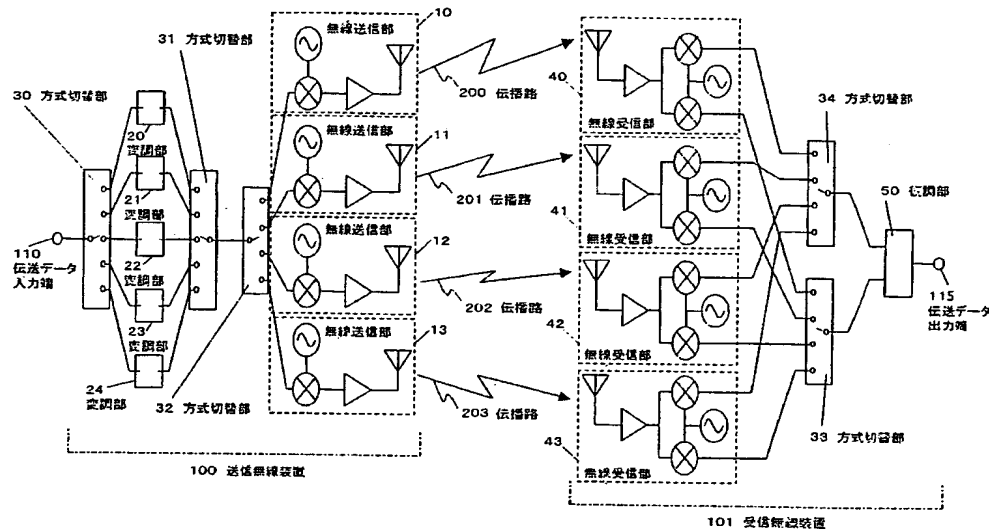 30 方式切替部
31 方式切替部
20
変調部
21
変調部
22
変調部
23
変調部
24
変調部
110
伝送データ
入力端
32 方式切替部
無線送信部
10
無線送信部
11
無線送信部
12
無線送信部
13
200 伝播路
201 伝播路
202 伝播路
203 伝播路
40
無線受信部
41
無線受信部
42
無線受信部
43
無線受信部
34 方式切替部
33 方式切替部
50 復調部
115
伝送データ
出力端
100 送信無線装置
101 受信無線装置